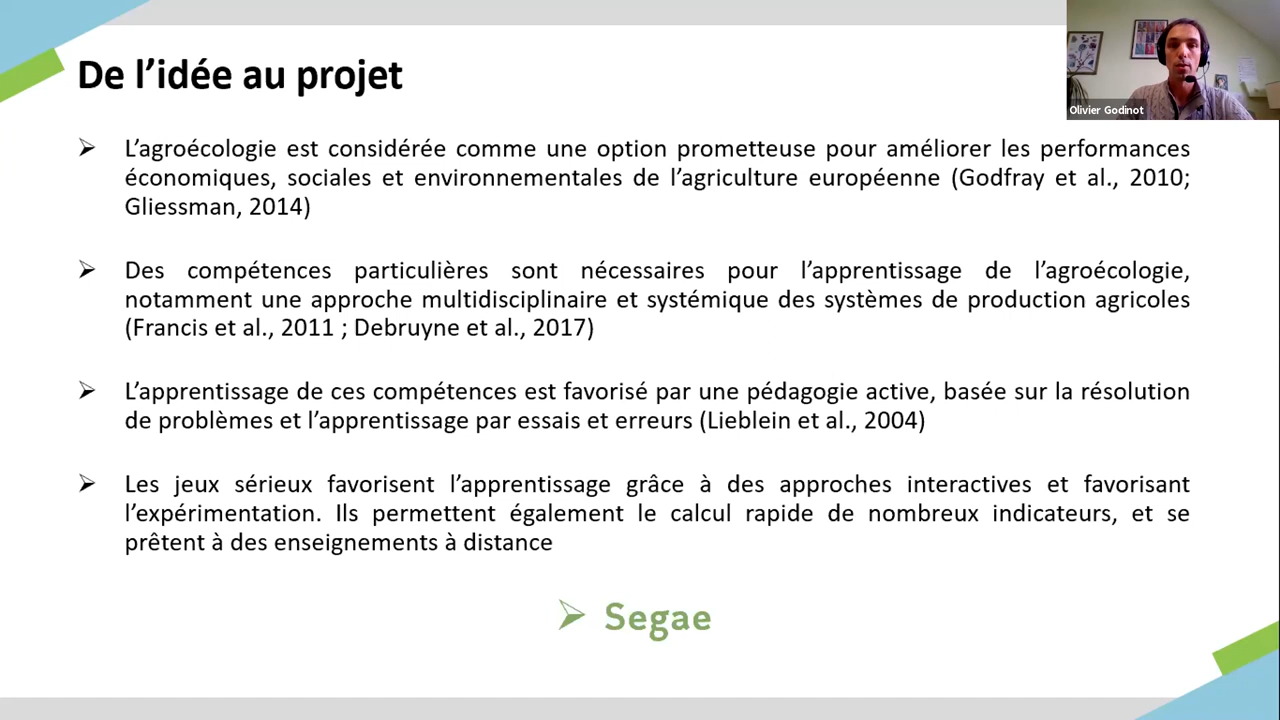 De l’idée au projet
Olivier Godinot
L’agroécologie est considérée comme une option prometteuse pour améliorer les performances
économiques, sociales et environnementales de l’agriculture européenne (Godfray et al., 2010;
Gliessman, 2014)
Des compétences particulières sont nécessaires pour l’apprentissage de l’agroécologie,
notamment une approche multidisciplinaire et systémique des systèmes de production agricoles
(Francis et al., 2011 ; Debruyne et al., 2017)
L’apprentissage de ces compétences est favorisé par une pédagogie active, basée sur la résolution
de problèmes et l’apprentissage par essais et erreurs (Lieblein et al., 2004)
Les jeux sérieux favorisent l’apprentissage grâce à des approches interactives et favorisant
l’expérimentation. Ils permettent également le calcul rapide de nombreux indicateurs, et se
prêtent à des enseignements à distance
Segae